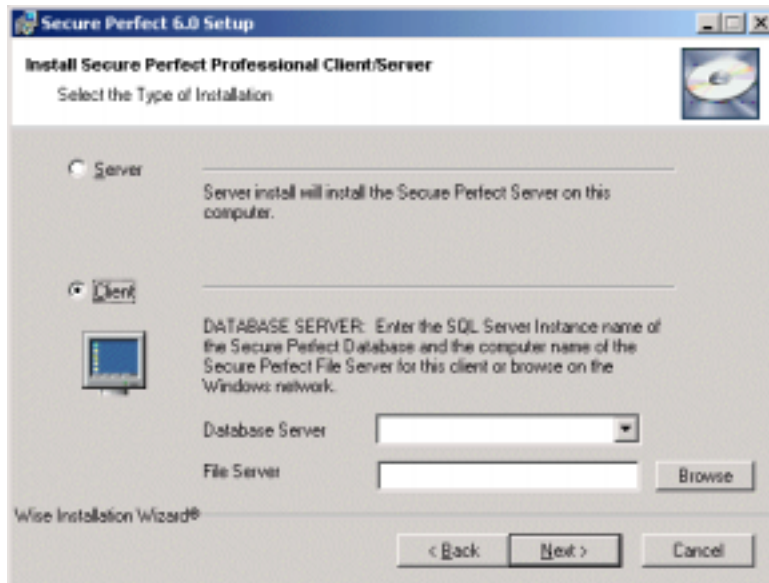 Secure Perfect 6.0 Setup
Install Secure Perfect Professional Client/Server
Select the Type of Installation
Server
Server install will install the Secure Perfect Server on this
computer.
Client
DATABASE SERVER: Enter the SQL Server Instance name of
the Secure Perfect Database and the computer name of the
Secure Perfect File Server for this client or browse on the
Windows network.
Database Server
File Server
Browse
Wise Installation Wizard®
< Back
Next >
Cancel